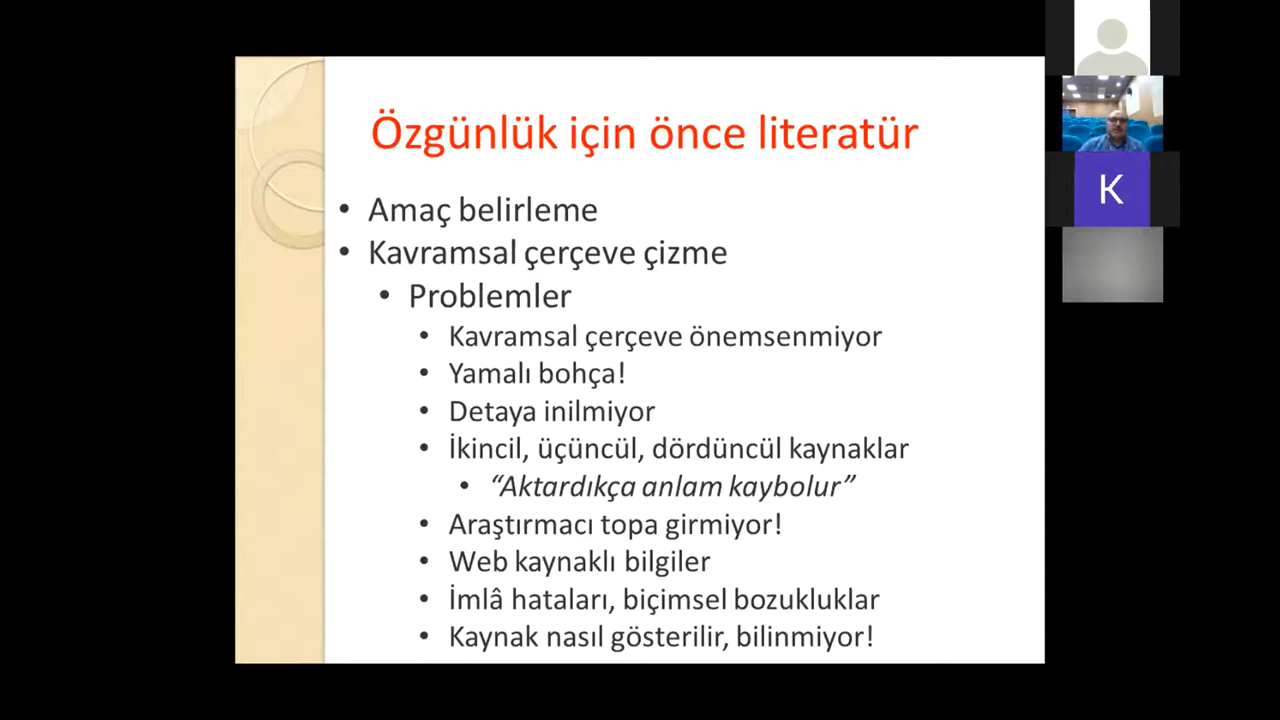 Özgünlük için önce literatür
• Amaç belirleme
• Kavramsal çerçeve çizme
• Problemler
• Kavramsal çerçeve önemsenmiyor
• Yamalı bohça!
• Detaya inilmiyor
• İkincil, üçüncül, dördüncül kaynaklar
• “Aktardıkça anlam kaybolur”
• Araştırmacı topa girmiyor!
• Web kaynaklı bilgiler
• İmlâ hataları, biçimsel bozukluklar
• Kaynak nasıl gösterilir, bilinmiyor!
K